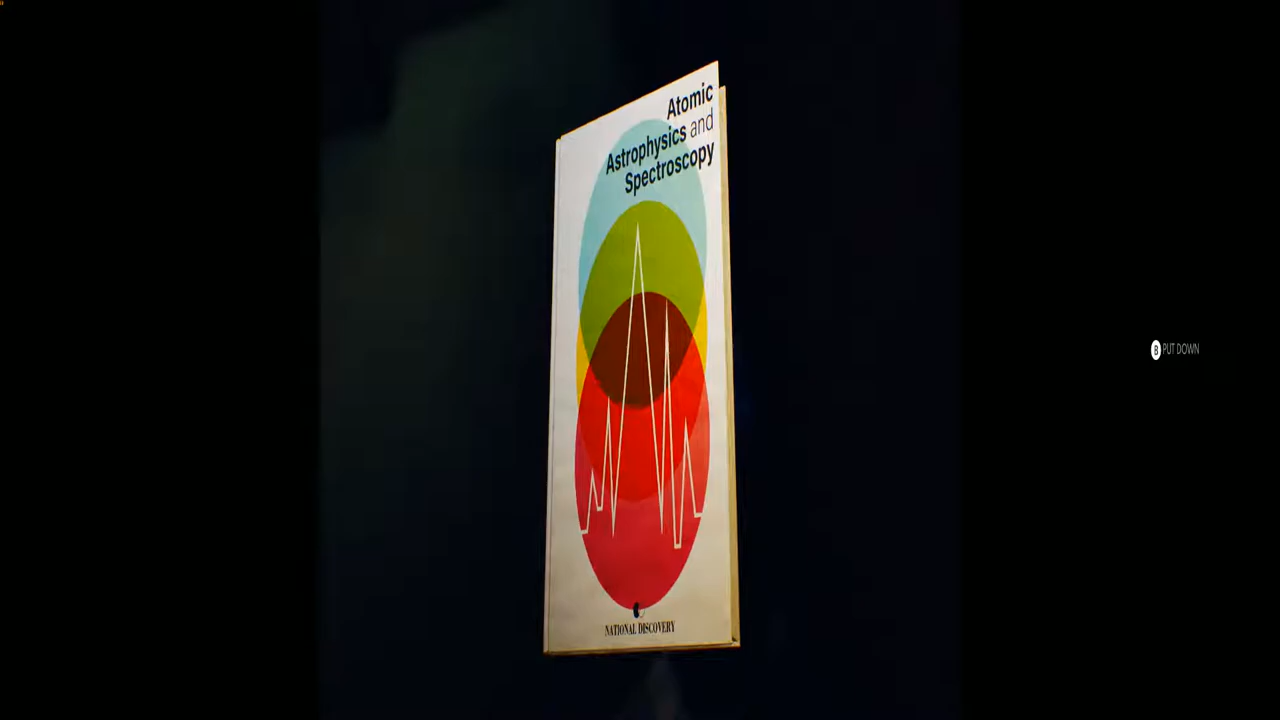 Atomic
Astrophysics and
Spectroscopy
NATIONAL DISCOVERY
B PUT DOWN